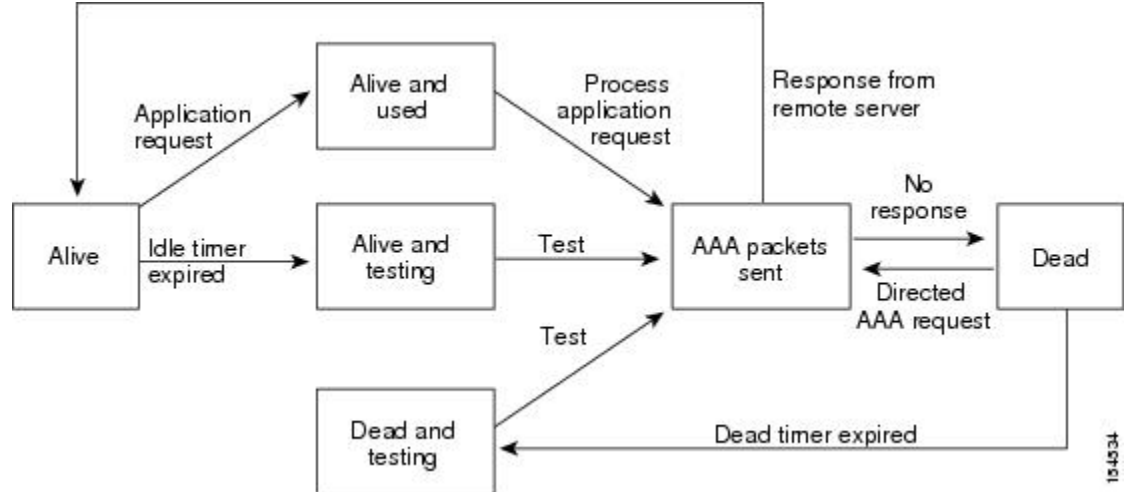 Alive and
used
Application
request
Process
application
request
Response from
remote server
Alive
Idle timer
expired
Alive and
testing
Test
AAA packets
sent
No
response
Dead
Directed
AAA request
Test
Dead and
testing
Dead timer expired
154534